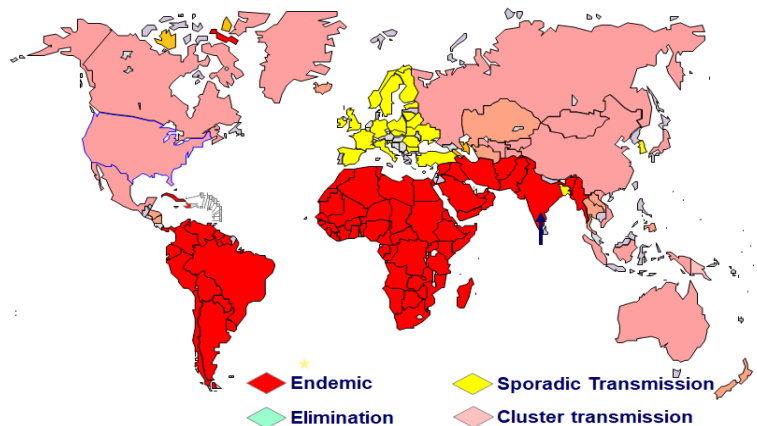 Endemic
Sporadic Transmission
Elimination
Cluster transmission